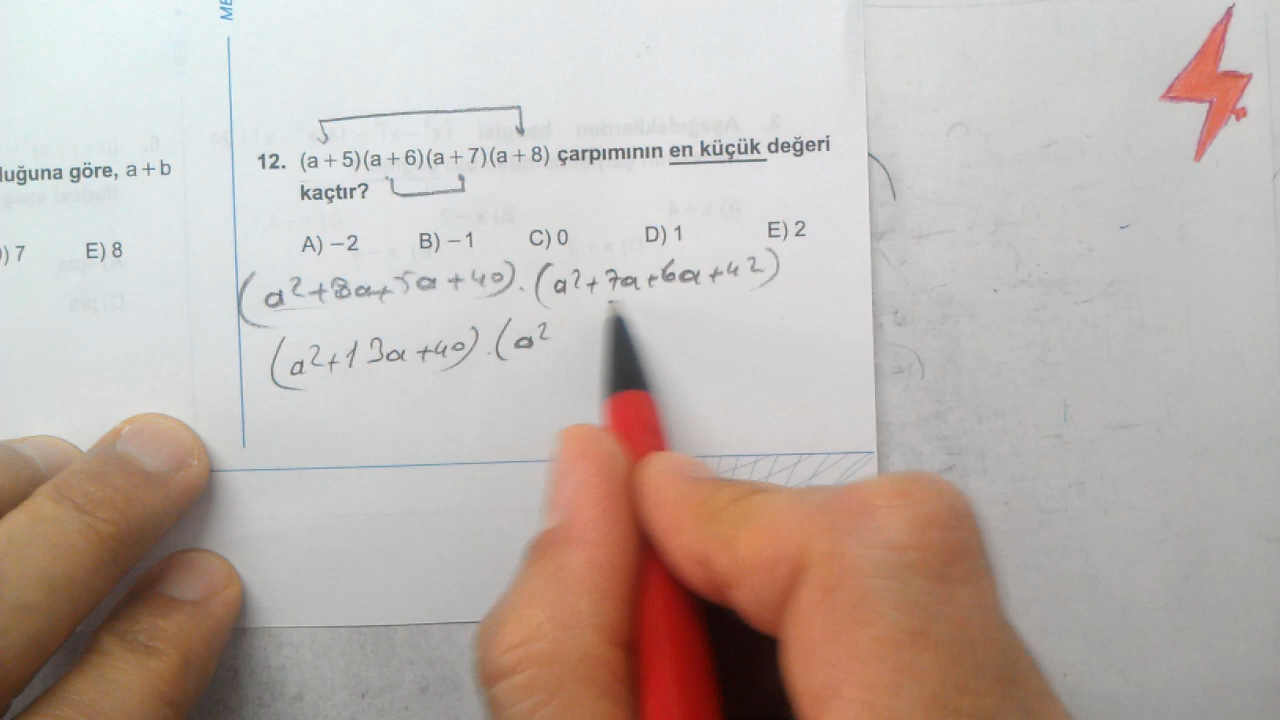 ME
luğuna göre, a + b
) 7 E) 8
12. (a + 5)(a + 6)(a + 7)(a + 8) çarpımının en küçük değeri
kaçtır?
A) −2 B) −1 C) 0 D) 1 E) 2
(a²+8a+5a+40).(a²+7a+6a+42)
(a²+13a+40).(a²